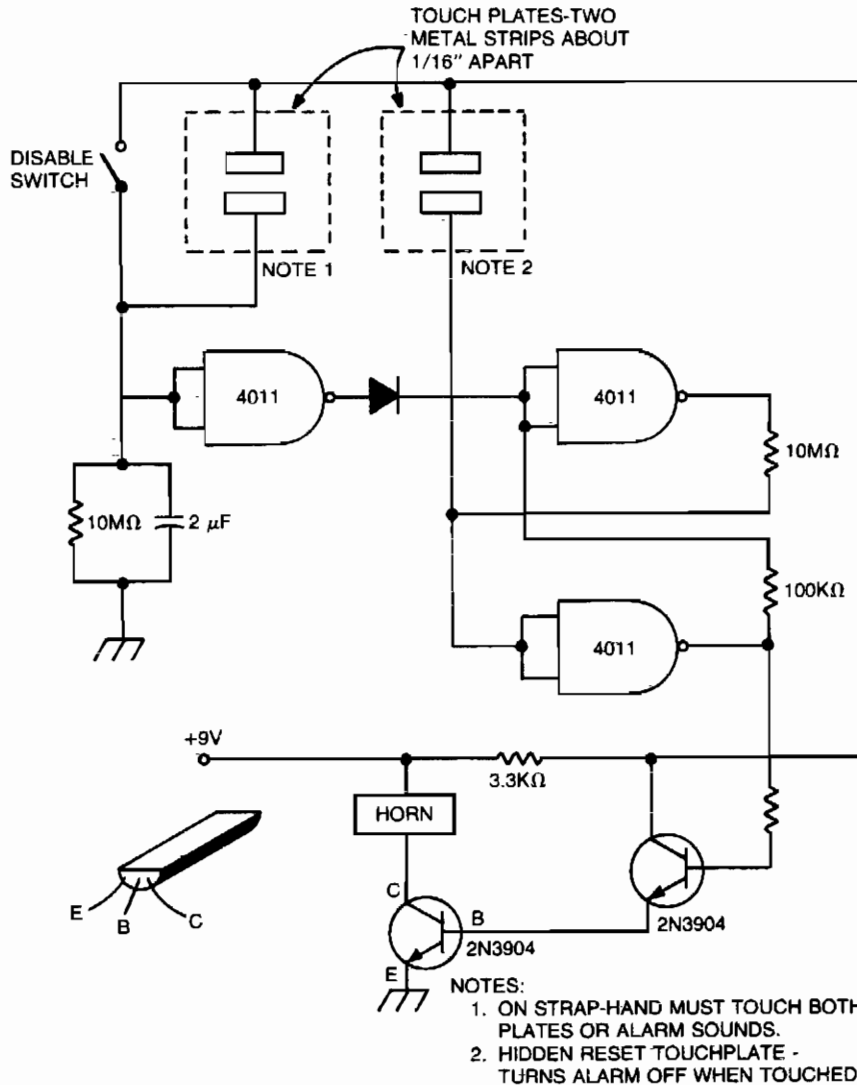 TOUCH PLATES-TWO
METAL STRIPS ABOUT
1/16" APART
DISABLE
SWITCH
NOTE 1
NOTE 2
4011
4011
10MΩ
10MΩ
2 μF
100KΩ
4011
+9V
3.3KΩ
HORN
E
B
C
C
B
2N3904
E
2N3904
NOTES:
1. ON STRAP-HAND MUST TOUCH BOTH
PLATES OR ALARM SOUNDS.
2. HIDDEN RESET TOUCHPLATE -
TURNS ALARM OFF WHEN TOUCHED